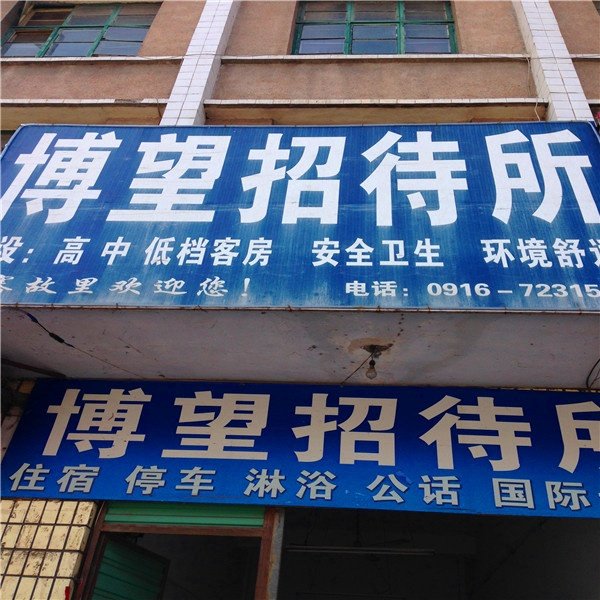 博望招待所
设：高 中 低档客房 安全卫生 环境舒适
故里欢迎您！ 电话：0916－72315
博望招待所
住宿 停车 淋浴 公话 国际